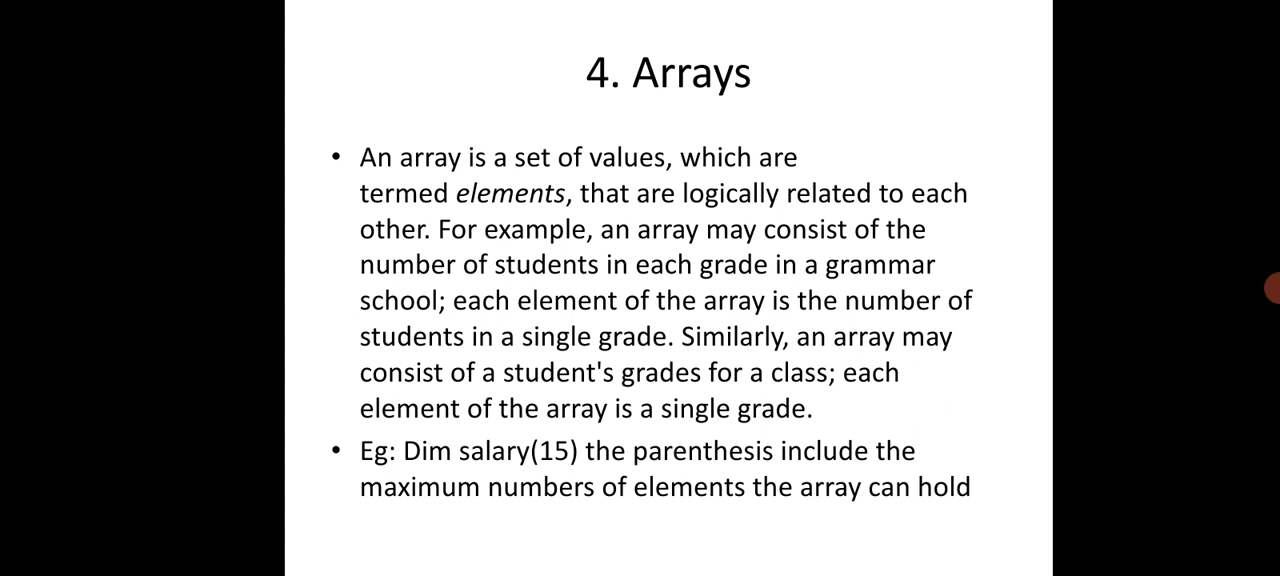 4. Arrays
• An array is a set of values, which are
termed elements, that are logically related to each
other. For example, an array may consist of the
number of students in each grade in a grammar
school; each element of the array is the number of
students in a single grade. Similarly, an array may
consist of a student's grades for a class; each
element of the array is a single grade.
• Eg: Dim salary(15) the parenthesis include the
maximum numbers of elements the array can hold